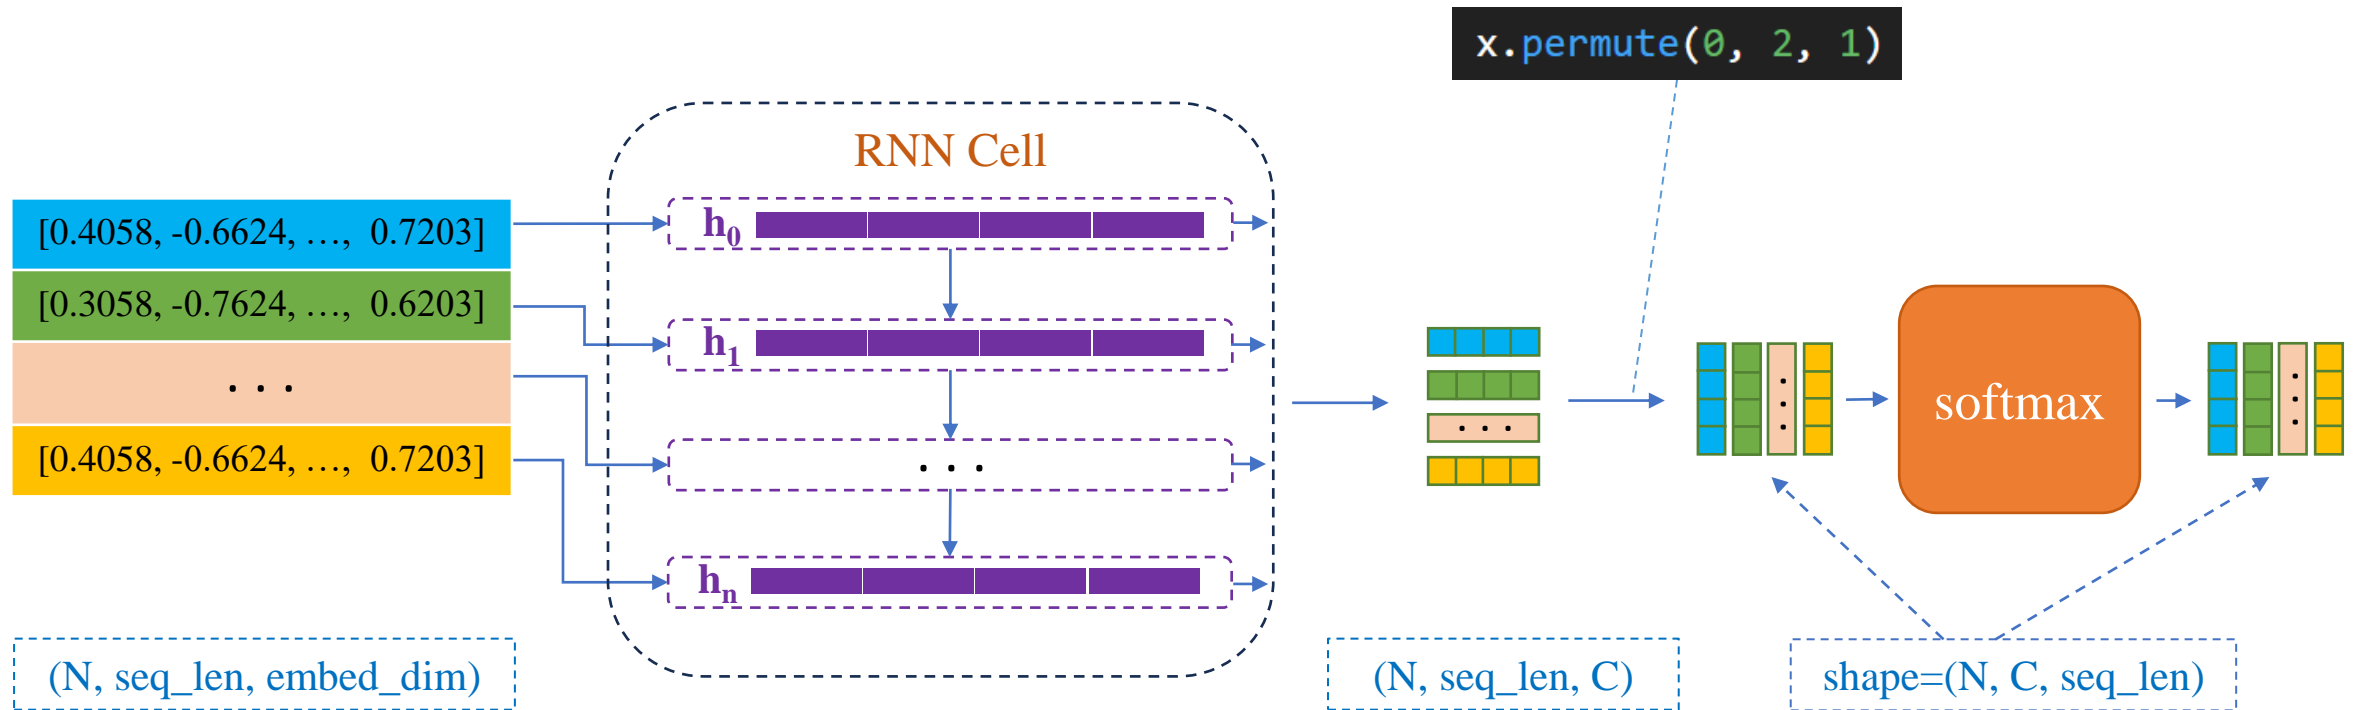 x.permute(0, 2, 1)
RNN Cell
[0.4058, -0.6624, …, 0.7203]
[0.3058, -0.7624, …, 0.6203]
. . .
[0.4058, -0.6624, …, 0.7203]
h0
h1
. . .
hn
. . .
softmax
(N, seq_len, embed_dim)
(N, seq_len, C)
shape=(N, C, seq_len)